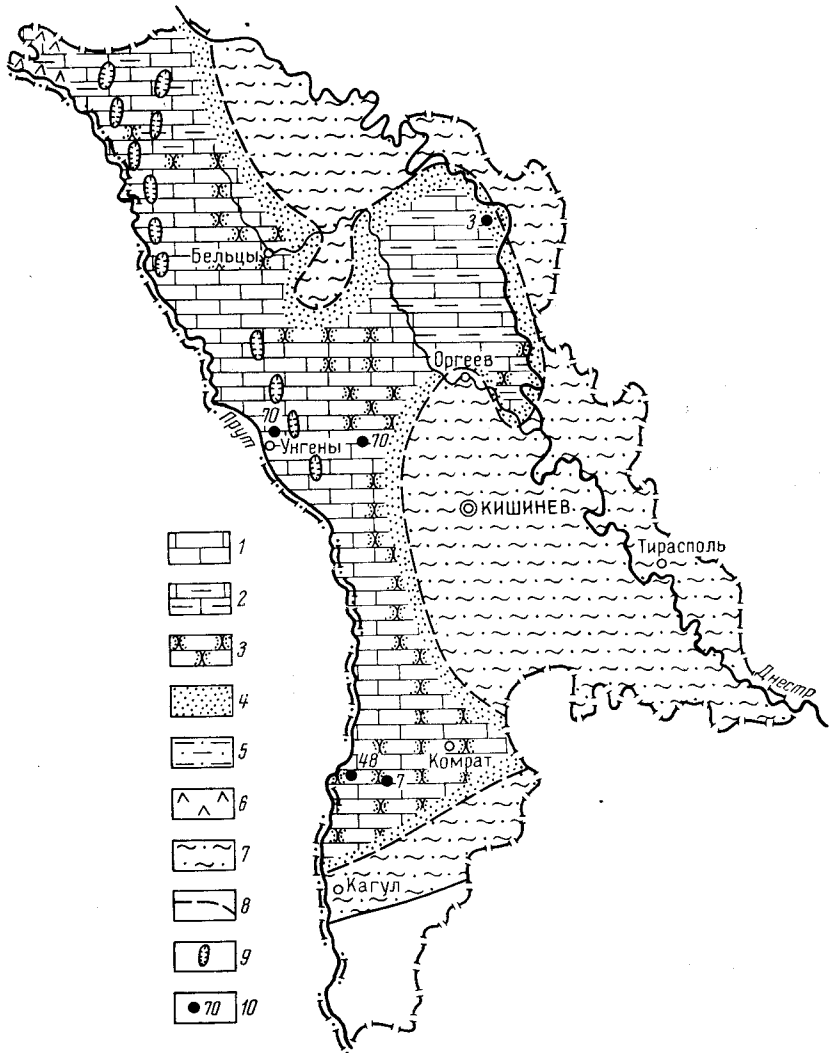 3
Бельцы
Оргеев
70
Прут
Унгены
70
КИШИНЕВ
Тирасполь
Днестр
Комрат
48
7
Кагул
1
2
3
4
5
6
7
8
9
70 10